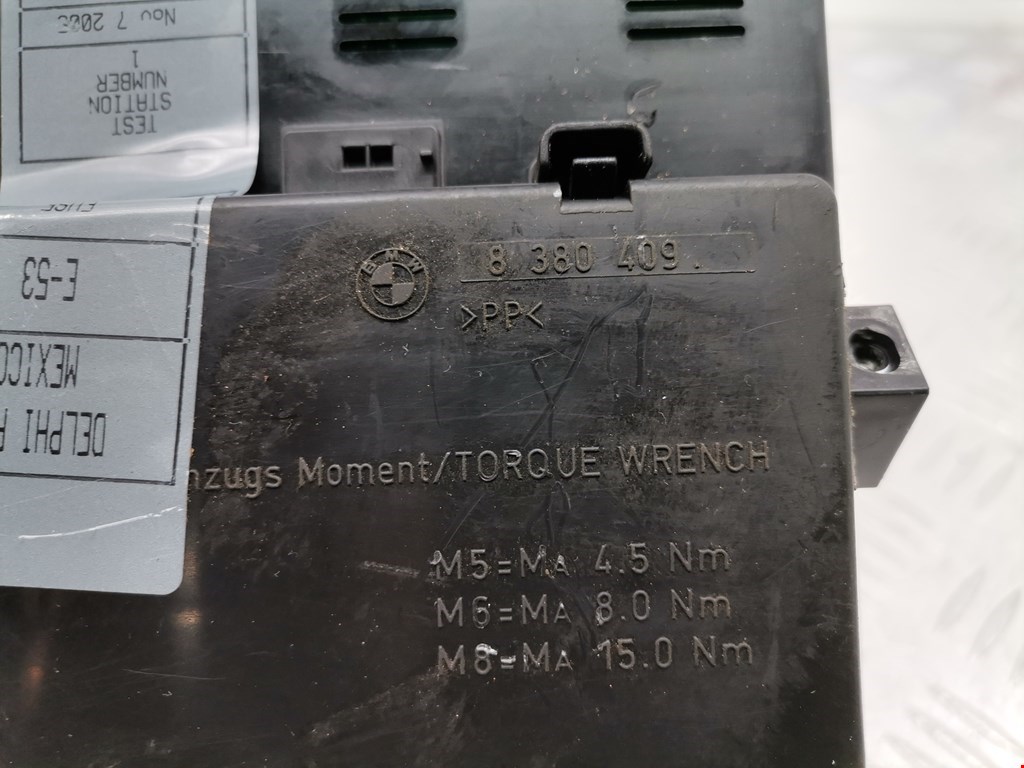 Nov 7 2005
TEST
STATION
NUMBER
1
E-53
MEXICO
DELPHI
BMW
8 380 409.
>PP<
nzugs Moment/TORQUE WRENCH
M5=MA 4.5 Nm
M6=MA 8.0 Nm
M8=MA 15.0 Nm